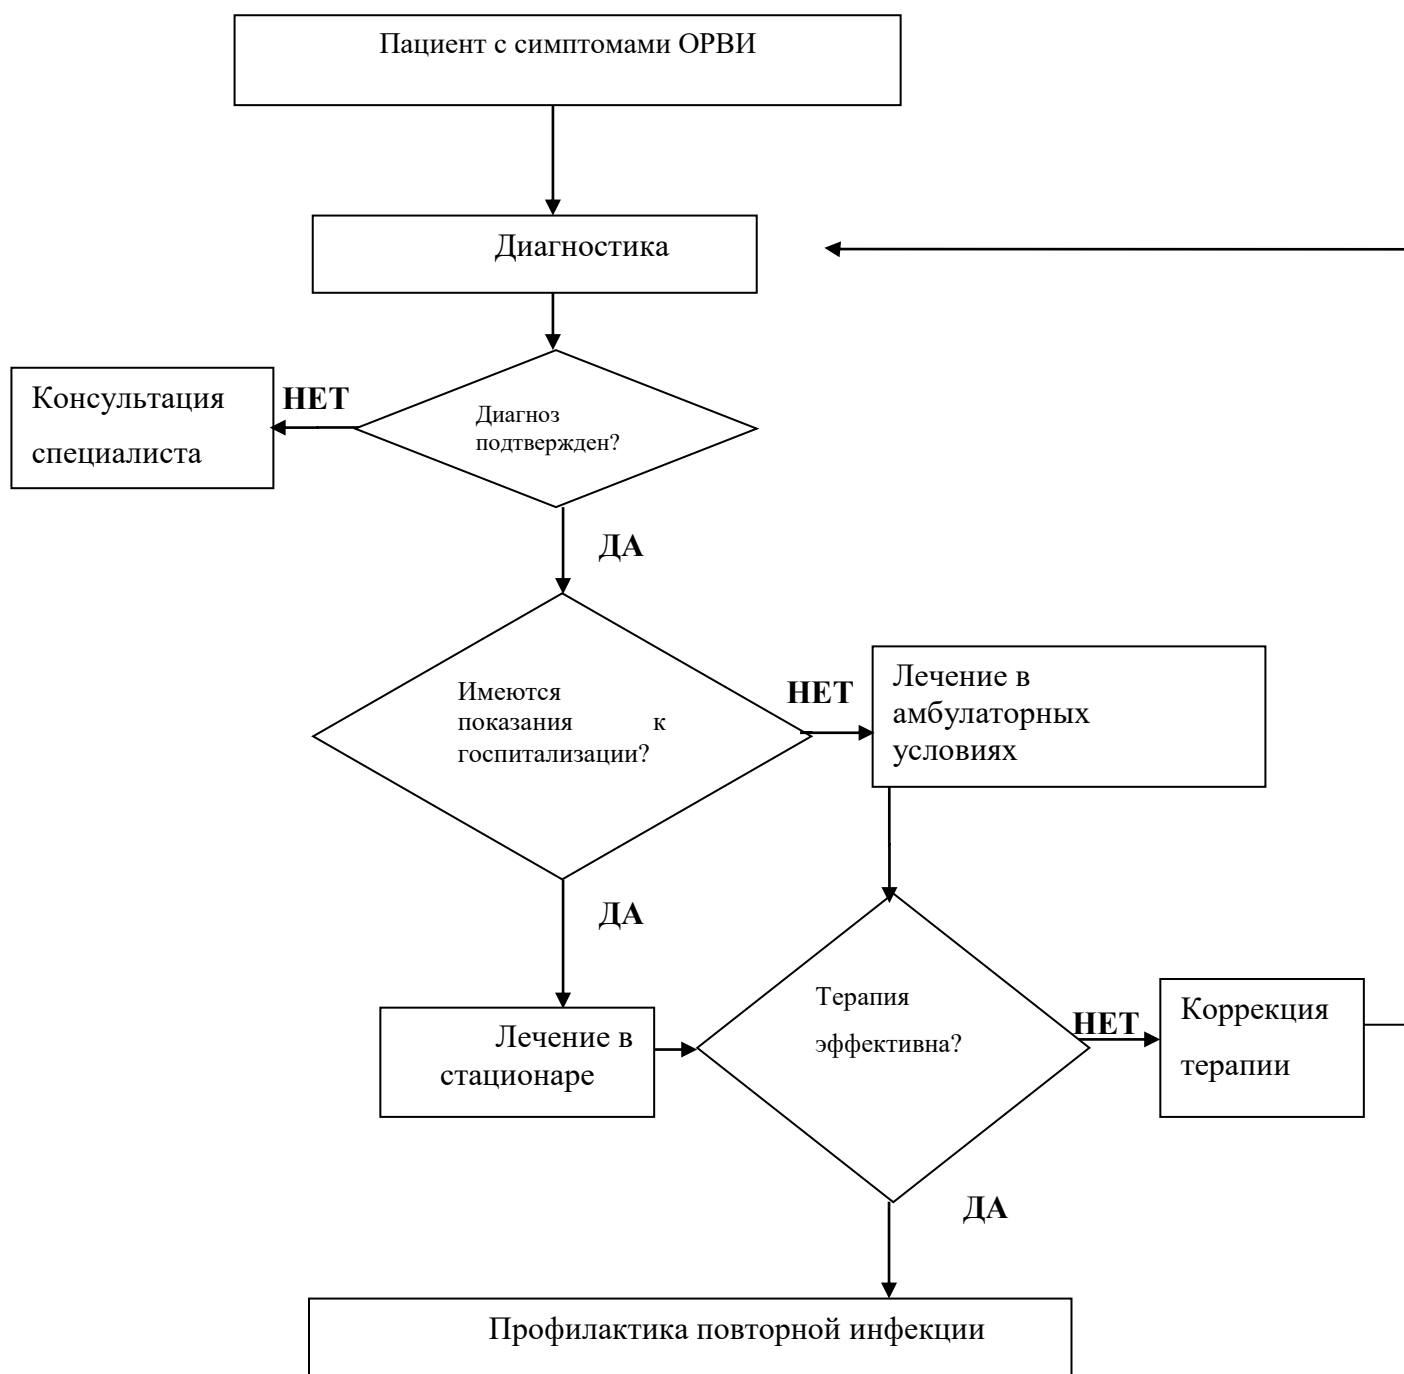 Пациент с симптомами ОРВИ
Диагностика
Консультация
специалиста
НЕТ
Диагноз
подтвержден?
ДА
Имеются
показания к
госпитализации?
НЕТ
Лечение в
амбулаторных
условиях
ДА
Лечение в
стационаре
Терапия
эффективна?
НЕТ
Коррекция
терапии
ДА
Профилактика повторной инфекции